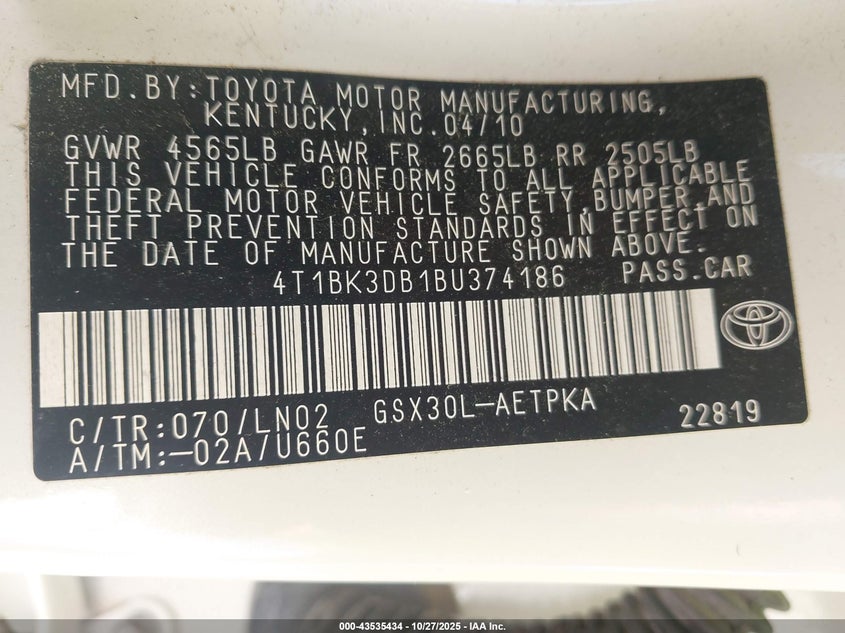 MFD.BY:TOYOTA MOTOR MANUFACTURING,
KENTUCKY,INC.04/10
GVWR 4565LB GAWR FR 2665LB RR 2505LB
THIS VEHICLE CONFORMS TO ALL APPLICABLE
FEDERAL MOTOR VEHICLE SAFETY,BUMPER,AND
THEFT PREVENTION STANDARDS IN EFFECT ON
THE DATE OF MANUFACTURE SHOWN ABOVE.
4T1BK3DB1BU374186 PASS.CAR
C/TR:070/LN02 GSX30L-AETPKA 22819
A/TM:-02A/U660E
000-43535434 | 10/27/2025 | IAA Inc.